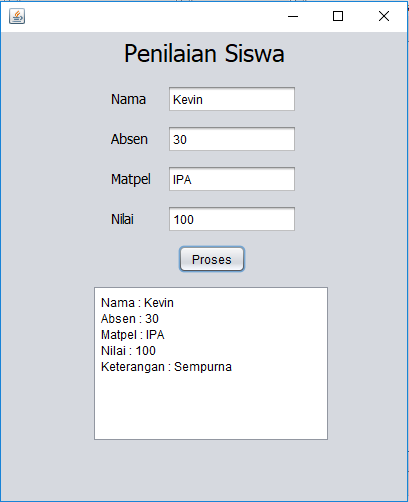 Penilaian Siswa
Nama Kevin
Absen 30
Matpel IPA
Nilai 100
Proses
Nama : Kevin
Absen : 30
Matpel : IPA
Nilai : 100
Keterangan : Sempurna